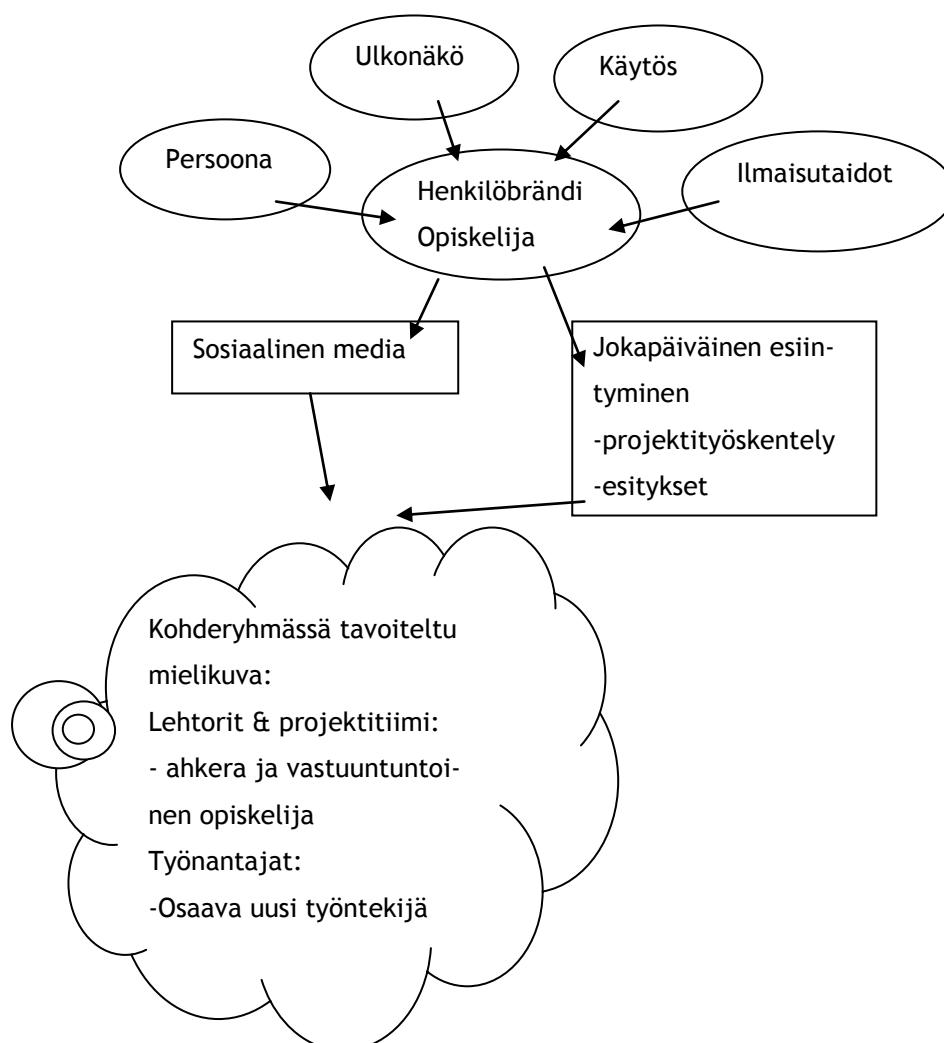 Ulkonäkö
Käytös
Persoona
Ilmaisutaidot
Henkilöbrändi
Opiskelija
Sosiaalinen media
Jokapäiväinen esiin-
tyminen
-projektityöskentely
-esitykset
Kohderyhmässä tavoiteltu
mielikuva:
Lehtorit & projektitiimi:
- ahkera ja vastuuntuntoi-
nen opiskelija
Työnantajat:
-Osaava uusi työntekijä